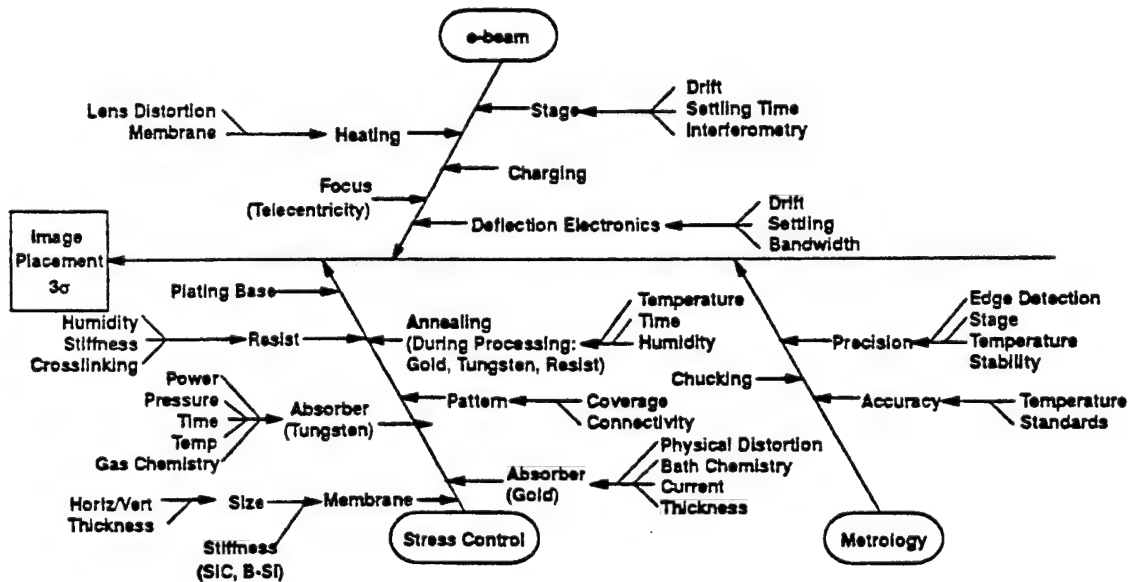 e-beam
Lens Distortion
Membrane
Heating
Stage
Drift
Settling Time
Interferometry
Charging
Focus
(Telecentricity)
Deflection Electronics
Drift
Settling
Bandwidth
Image
Placement
3σ
Plating Base
Humidity
Stiffness
Crosslinking
Resist
Annealing
(During Processing:
Gold, Tungsten, Resist)
Temperature
Time
Humidity
Power
Pressure
Time
Temp
Gas Chemistry
Absorber
(Tungsten)
Pattern
Coverage
Connectivity
Absorber
(Gold)
Physical Distortion
Bath Chemistry
Current
Thickness
Horiz/Vert
Thickness
Size
Membrane
Stiffness
(SiC, B-Si)
Stress Control
Edge Detection
Stage
Temperature
Stability
Precision
Chucking
Accuracy
Temperature
Standards
Metrology